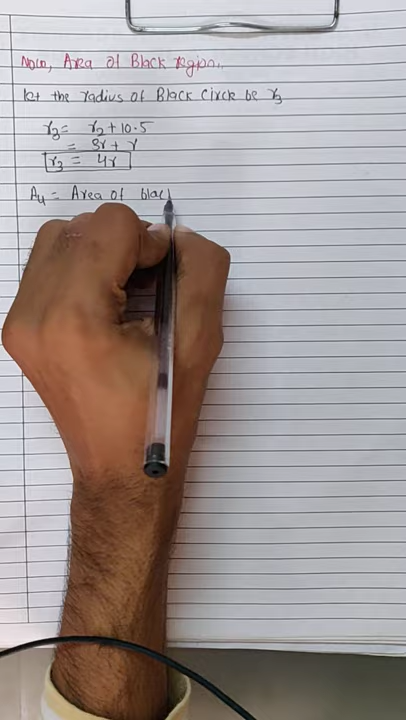 Now, Area of Black region.
let the radius of Black Circle be r3
r3 = r2 + 10.5
= 3r + r
r3 = 4r
A4 = Area of blac